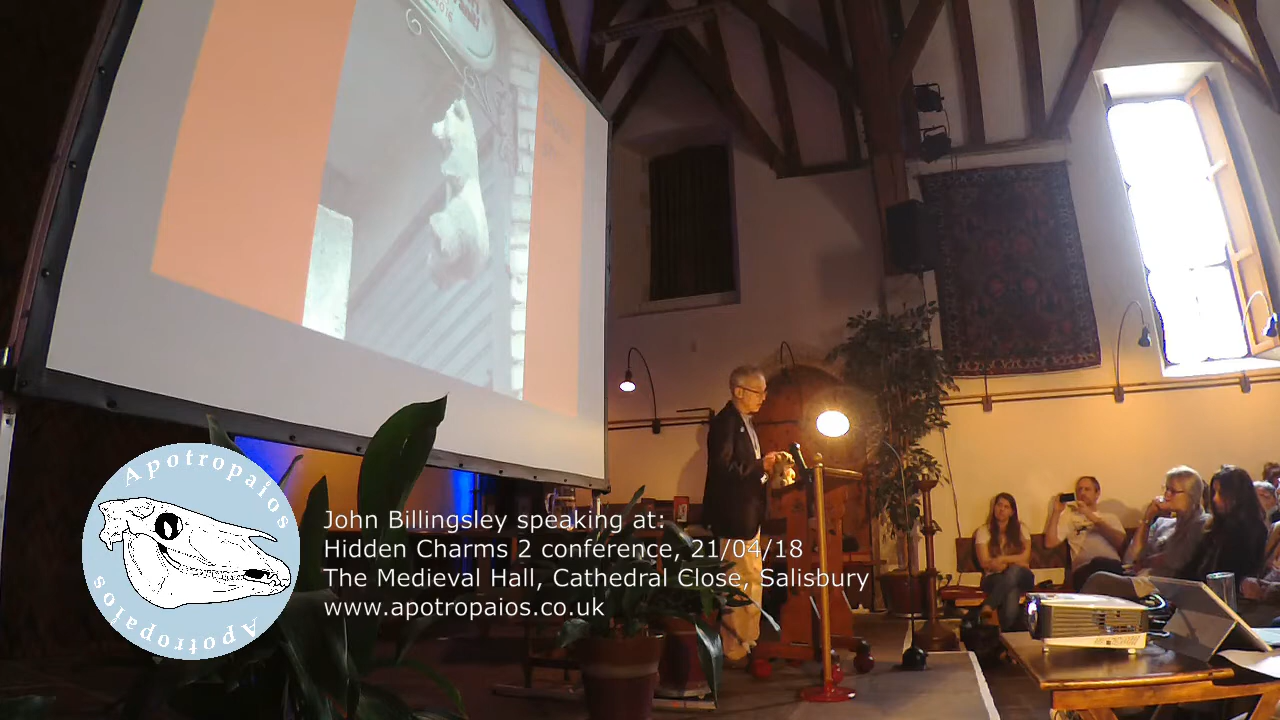 Apotropaios
Apotropaios
John Billingsley speaking at:
Hidden Charms 2 conference, 21/04/18
The Medieval Hall, Cathedral Close, Salisbury
www.apotropaios.co.uk